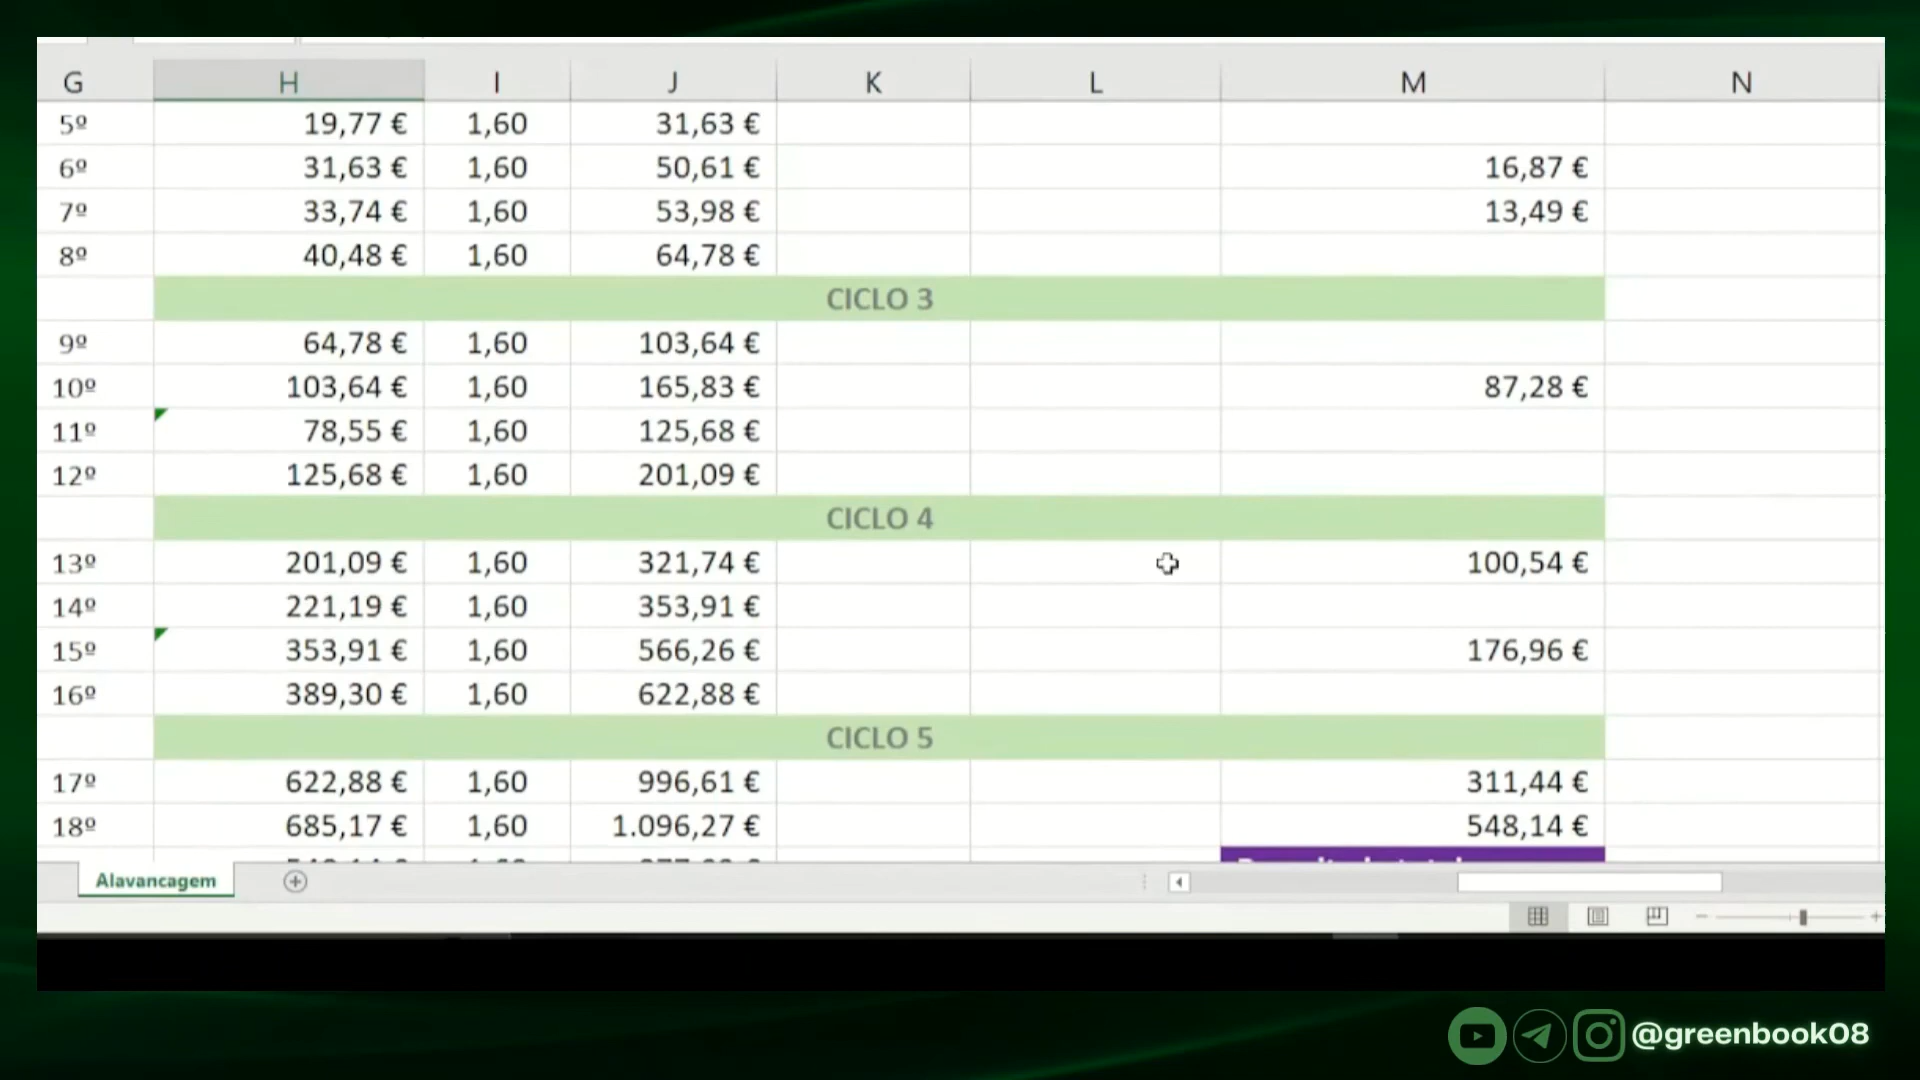 G H I J K L M N
5º 19,77 € 1,60 31,63 €
6º 31,63 € 1,60 50,61 € 16,87 €
7º 33,74 € 1,60 53,98 € 13,49 €
8º 40,48 € 1,60 64,78 €
CICLO 3
9º 64,78 € 1,60 103,64 €
10º 103,64 € 1,60 165,83 € 87,28 €
11º 78,55 € 1,60 125,68 €
12º 125,68 € 1,60 201,09 €
CICLO 4
13º 201,09 € 1,60 321,74 € 100,54 €
14º 221,19 € 1,60 353,91 €
15º 353,91 € 1,60 566,26 € 176,96 €
16º 389,30 € 1,60 622,88 €
CICLO 5
17º 622,88 € 1,60 996,61 € 311,44 €
18º 685,17 € 1,60 1.096,27 € 548,14 €
Alavancagem
@greenbook08